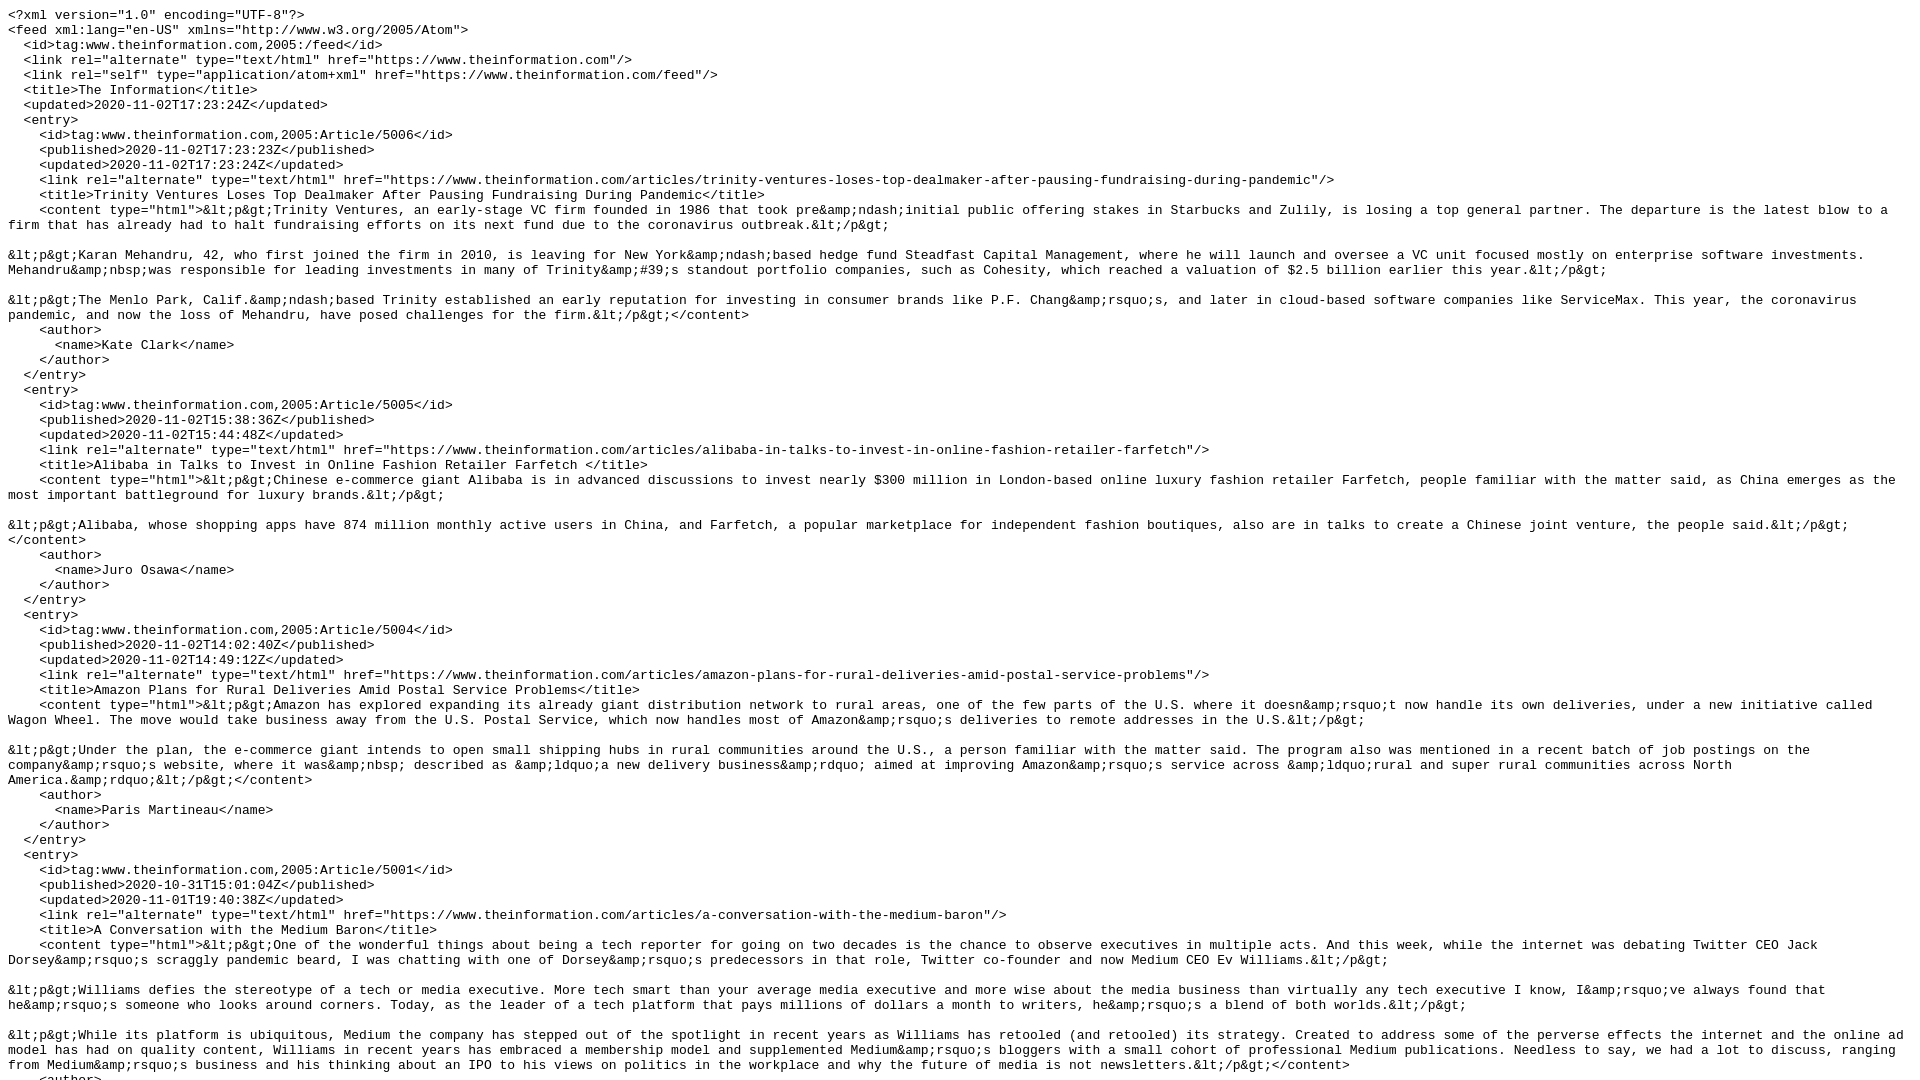 <?xml version="1.0" encoding="UTF-8"?>
<feed xml:lang="en-US" xmlns="http://www.w3.org/2005/Atom">
  <id>tag:www.theinformation.com,2005:/feed</id>
  <link rel="alternate" type="text/html" href="https://www.theinformation.com"/>
  <link rel="self" type="application/atom+xml" href="https://www.theinformation.com/feed"/>
  <title>The Information</title>
  <updated>2020-11-02T17:23:24Z</updated>
  <entry>
    <id>tag:www.theinformation.com,2005:Article/5006</id>
    <published>2020-11-02T17:23:23Z</published>
    <updated>2020-11-02T17:23:24Z</updated>
    <link rel="alternate" type="text/html" href="https://www.theinformation.com/articles/trinity-ventures-loses-top-dealmaker-after-pausing-fundraising-during-pandemic"/>
    <title>Trinity Ventures Loses Top Dealmaker After Pausing Fundraising During Pandemic</title>
    <content type="html">&lt;p&gt;Trinity Ventures, an early-stage VC firm founded in 1986 that took pre&amp;ndash;initial public offering stakes in Starbucks and Zulily, is losing a top general partner. The departure is the latest blow to a
firm that has already had to halt fundraising efforts on its next fund due to the coronavirus outbreak.&lt;/p&gt;

&lt;p&gt;Karan Mehandru, 42, who first joined the firm in 2010, is leaving for New York&amp;ndash;based hedge fund Steadfast Capital Management, where he will launch and oversee a VC unit focused mostly on enterprise software investments.
Mehandru&amp;nbsp;was responsible for leading investments in many of Trinity&amp;#39;s standout portfolio companies, such as Cohesity, which reached a valuation of $2.5 billion earlier this year.&lt;/p&gt;

&lt;p&gt;The Menlo Park, Calif.&amp;ndash;based Trinity established an early reputation for investing in consumer brands like P.F. Chang&amp;rsquo;s, and later in cloud-based software companies like ServiceMax. This year, the coronavirus
pandemic, and now the loss of Mehandru, have posed challenges for the firm.&lt;/p&gt;</content>
    <author>
      <name>Kate Clark</name>
    </author>
  </entry>
  <entry>
    <id>tag:www.theinformation.com,2005:Article/5005</id>
    <published>2020-11-02T15:38:36Z</published>
    <updated>2020-11-02T15:44:48Z</updated>
    <link rel="alternate" type="text/html" href="https://www.theinformation.com/articles/alibaba-in-talks-to-invest-in-online-fashion-retailer-farfetch"/>
    <title>Alibaba in Talks to Invest in Online Fashion Retailer Farfetch </title>
    <content type="html">&lt;p&gt;Chinese e-commerce giant Alibaba is in advanced discussions to invest nearly $300 million in London-based online luxury fashion retailer Farfetch, people familiar with the matter said, as China emerges as the
most important battleground for luxury brands.&lt;/p&gt;

&lt;p&gt;Alibaba, whose shopping apps have 874 million monthly active users in China, and Farfetch, a popular marketplace for independent fashion boutiques, also are in talks to create a Chinese joint venture, the people said.&lt;/p&gt;
</content>
    <author>
      <name>Juro Osawa</name>
    </author>
  </entry>
  <entry>
    <id>tag:www.theinformation.com,2005:Article/5004</id>
    <published>2020-11-02T14:02:40Z</published>
    <updated>2020-11-02T14:49:12Z</updated>
    <link rel="alternate" type="text/html" href="https://www.theinformation.com/articles/amazon-plans-for-rural-deliveries-amid-postal-service-problems"/>
    <title>Amazon Plans for Rural Deliveries Amid Postal Service Problems</title>
    <content type="html">&lt;p&gt;Amazon has explored expanding its already giant distribution network to rural areas, one of the few parts of the U.S. where it doesn&amp;rsquo;t now handle its own deliveries, under a new initiative called
Wagon Wheel. The move would take business away from the U.S. Postal Service, which now handles most of Amazon&amp;rsquo;s deliveries to remote addresses in the U.S.&lt;/p&gt;

&lt;p&gt;Under the plan, the e-commerce giant intends to open small shipping hubs in rural communities around the U.S., a person familiar with the matter said. The program also was mentioned in a recent batch of job postings on the
company&amp;rsquo;s website, where it was&amp;nbsp; described as &amp;ldquo;a new delivery business&amp;rdquo; aimed at improving Amazon&amp;rsquo;s service across &amp;ldquo;rural and super rural communities across North
America.&amp;rdquo;&lt;/p&gt;</content>
    <author>
      <name>Paris Martineau</name>
    </author>
  </entry>
  <entry>
    <id>tag:www.theinformation.com,2005:Article/5001</id>
    <published>2020-10-31T15:01:04Z</published>
    <updated>2020-11-01T19:40:38Z</updated>
    <link rel="alternate" type="text/html" href="https://www.theinformation.com/articles/a-conversation-with-the-medium-baron"/>
    <title>A Conversation with the Medium Baron</title>
    <content type="html">&lt;p&gt;One of the wonderful things about being a tech reporter for going on two decades is the chance to observe executives in multiple acts. And this week, while the internet was debating Twitter CEO Jack
Dorsey&amp;rsquo;s scraggly pandemic beard, I was chatting with one of Dorsey&amp;rsquo;s predecessors in that role, Twitter co-founder and now Medium CEO Ev Williams.&lt;/p&gt;

&lt;p&gt;Williams defies the stereotype of a tech or media executive. More tech smart than your average media executive and more wise about the media business than virtually any tech executive I know, I&amp;rsquo;ve always found that
he&amp;rsquo;s someone who looks around corners. Today, as the leader of a tech platform that pays millions of dollars a month to writers, he&amp;rsquo;s a blend of both worlds.&lt;/p&gt;

&lt;p&gt;While its platform is ubiquitous, Medium the company has stepped out of the spotlight in recent years as Williams has retooled (and retooled) its strategy. Created to address some of the perverse effects the internet and the online ad
model has had on quality content, Williams in recent years has embraced a membership model and supplemented Medium&amp;rsquo;s bloggers with a small cohort of professional Medium publications. Needless to say, we had a lot to discuss, ranging
from Medium&amp;rsquo;s business and his thinking about an IPO to his views on politics in the workplace and why the future of media is not newsletters.&lt;/p&gt;</content>
    <author>